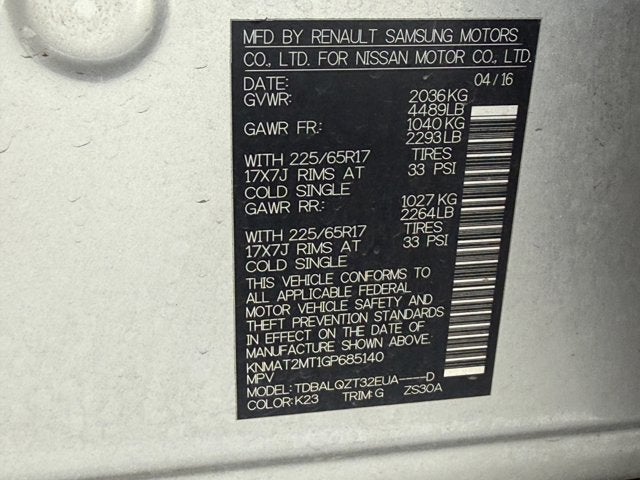 MFD BY RENAULT SAMSUNG MOTORS
CO., LTD. FOR NISSAN MOTOR CO., LTD.
DATE: 04/16
GVWR: 2036KG
4489LB
GAWR FR.: 1040KG
2293LB
WITH 225/65R17 TIRES
17X7J RIMS AT 33 PSI
COLD SINGLE
GAWR RR.: 1027 KG
2264LB
WITH 225/65R17 TIRES
17X7J RIMS AT 33 PSI
COLD SINGLE
THIS VEHICLE CONFORMS TO
ALL APPLICABLE FEDERAL
MOTOR VEHICLE SAFETY AND
THEFT PREVENTION STANDARDS
IN EFFECT ON THE DATE OF
MANUFACTURE SHOWN ABOVE.
KNMAT2MT1GP685140
MPV
MODEL: TDBALQZT32EUA----D
COLOR: K23 TRIM: G ZS30A